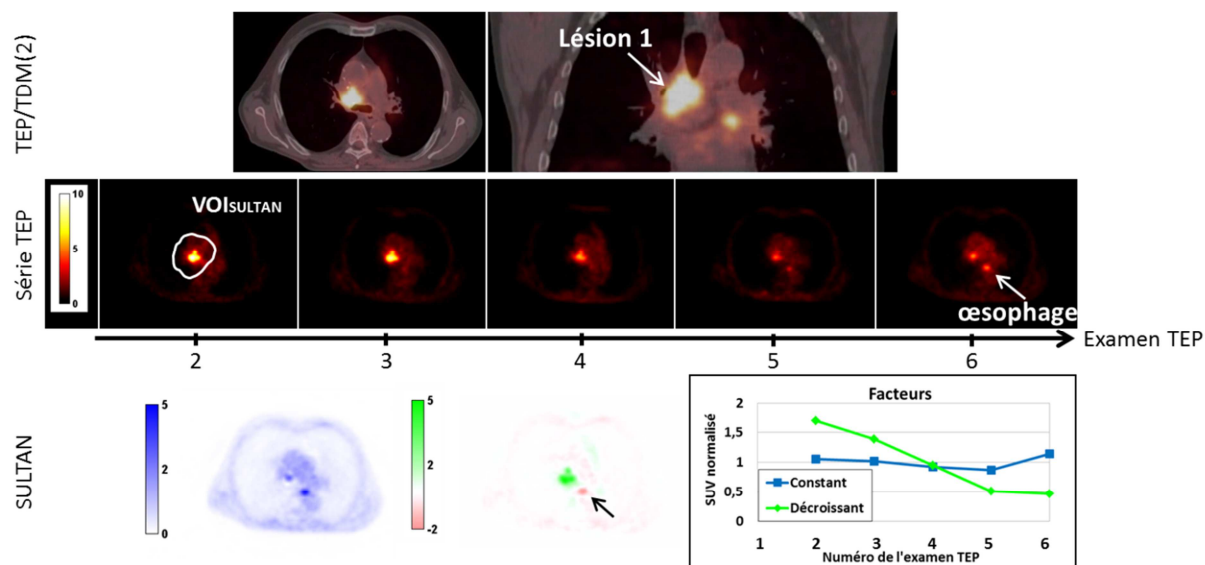 TEP/TDM(2)
Lésion 1
Série TEP
10
5
0
VOISULTAN
œsophage
Examen TEP
2
3
4
5
6
SULTAN
5
2
0
5
2
0
-2
Facteurs
SUV normalisé
2
1,5
1
0,5
0
Constant
Décroissant
1
2
3
4
5
6
Numéro de l'examen TEP